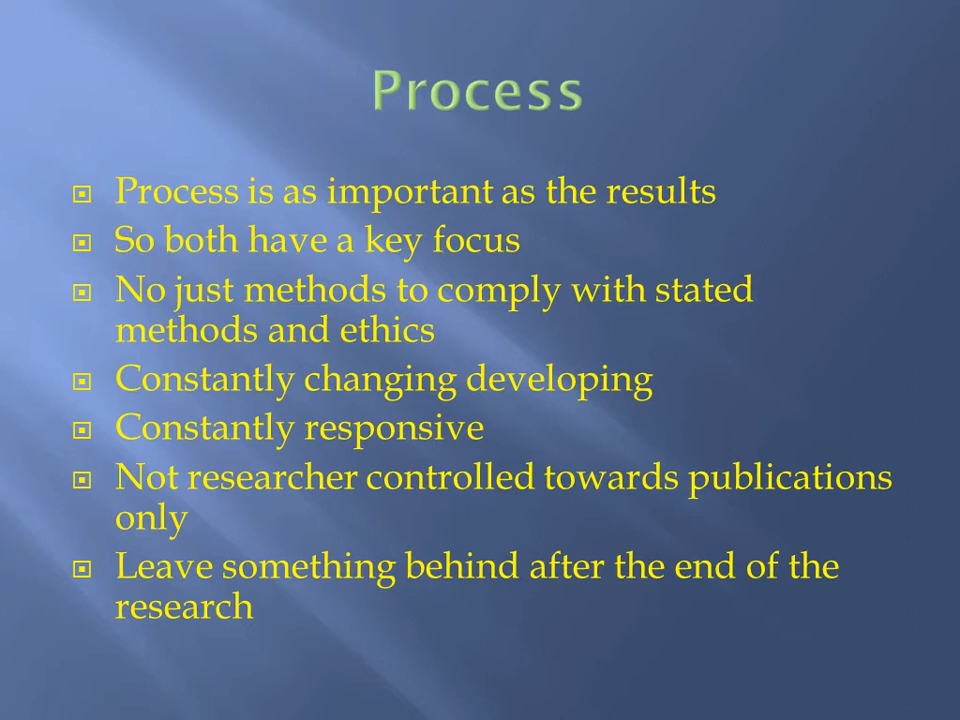 Process
Process is as important as the results
So both have a key focus
No just methods to comply with stated
methods and ethics
Constantly changing developing
Constantly responsive
Not researcher controlled towards publications
only
Leave something behind after the end of the
research